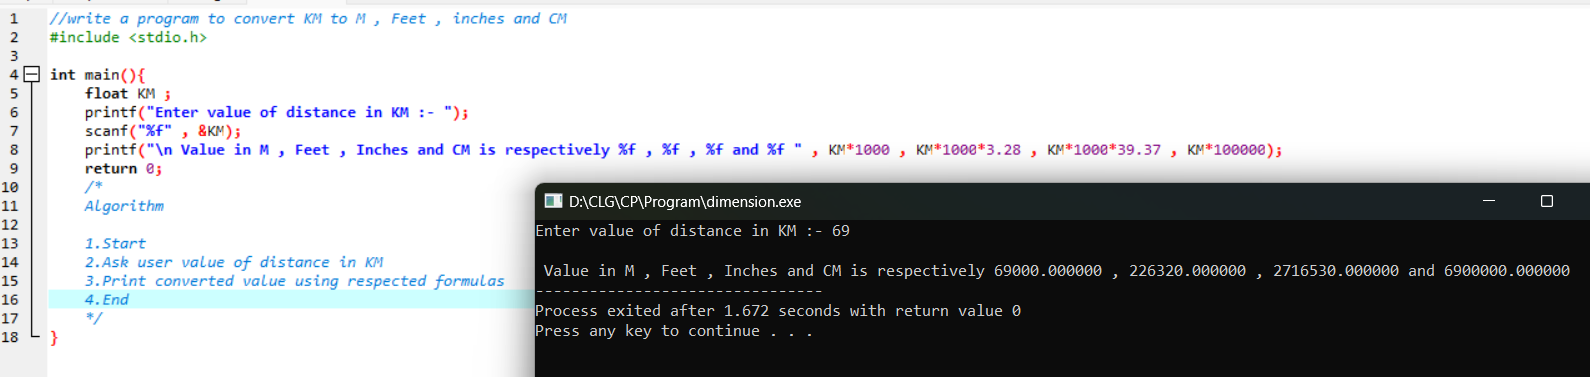 1 //write a program to convert KM to M , Feet , inches and CM
2 #include <stdio.h>
3
4 int main(){
5 float KM ;
6 printf("Enter value of distance in KM :- ");
7 scanf("%f" , &KM);
8 printf("\n Value in M , Feet , Inches and CM is respectively %f , %f , %f and %f " , KM*1000 , KM*1000*3.28 , KM*1000*39.37 , KM*100000);
9 return 0;
10 /*
11 Algorithm
12
13 1.Start
14 2.Ask user value of distance in KM
15 3.Print converted value using respected formulas
16 4.End
17 */
18 }
D:\CLG\CP\Program\dimension.exe
Enter value of distance in KM :- 69
Value in M , Feet , Inches and CM is respectively 69000.000000 , 226320.000000 , 2716530.000000 and 6900000.000000
--------------------------------
Process exited after 1.672 seconds with return value 0
Press any key to continue . . .